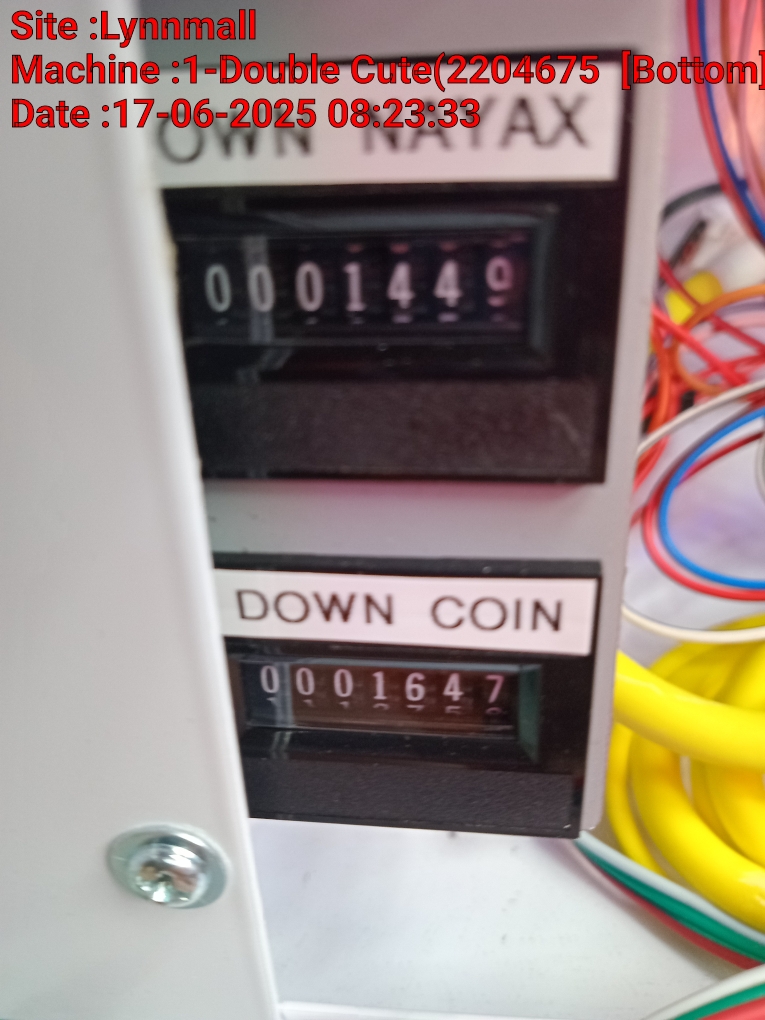 Site :Lynnmall
Machine :1-Double Cute(2204675 [Bottom]
Date :17-06-2025 08:23:33
OWN NAYAX
000144
DOWN COIN
0001647